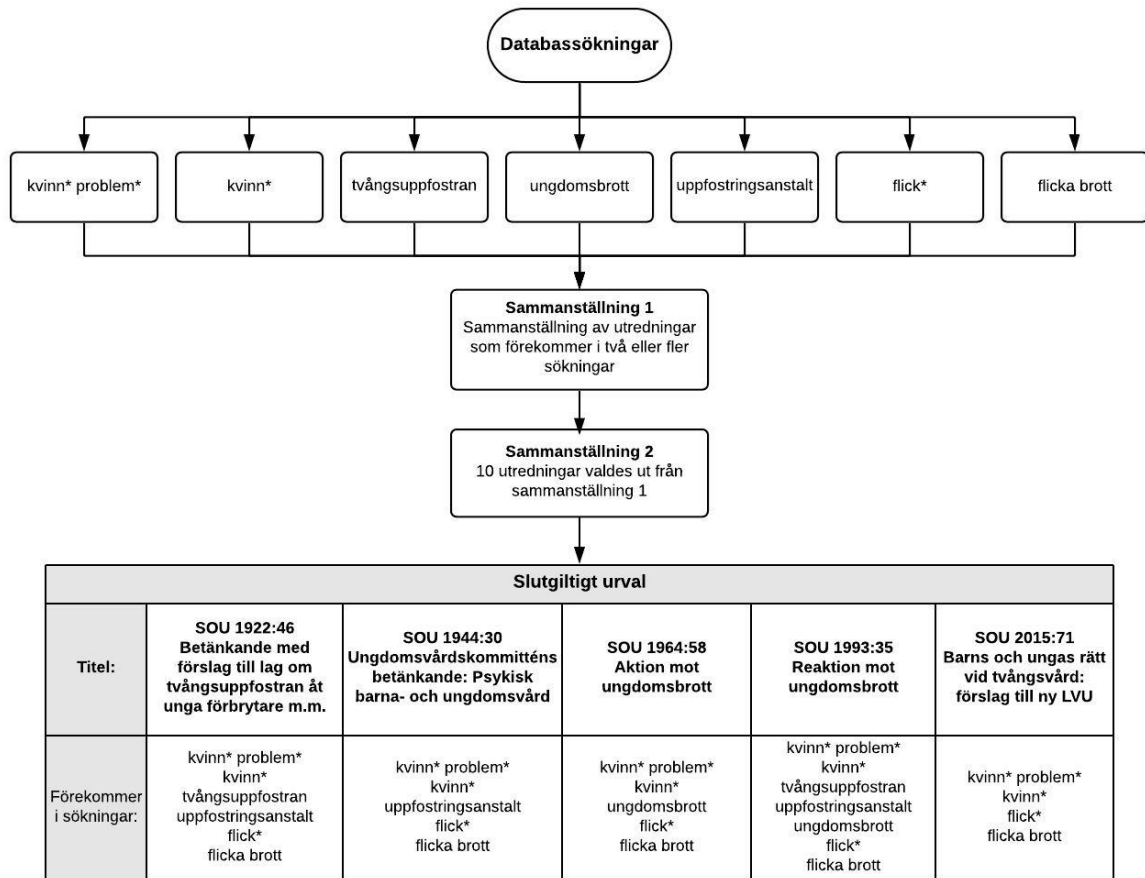 Databassökningar
kvinn* problem*
kvinn*
tvångsuppfostran
ungdomsbrott
uppfostringsanstalt
flick*
flicka brott
Sammanställning 1
Sammanställning av utredningar
som förekommer i två eller fler
sökningar
Sammanställning 2
10 utredningar valdes ut från
sammanställning 1
Slutgiltigt urval
Titel:
SOU 1922:46
Betänkande med
förslag till lag om
tvångsuppfostran åt
unga förbrytare m.m.
SOU 1944:30
Ungdomsvårdskommitténs
betänkande: Psykisk
barna- och ungdomsvård
SOU 1964:58
Aktion mot
ungdomsbrott
SOU 1993:35
Reaktion mot
ungdomsbrott
SOU 2015:71
Barns och ungas rätt
vid tvångsvård:
förslag till ny LVU
Förekommer
i sökningar:
kvinn* problem*
kvinn*
tvångsuppfostran
uppfostringsanstalt
flick*
flicka brott
kvinn* problem*
kvinn*
uppfostringsanstalt
flick*
flicka brott
kvinn* problem*
kvinn*
ungdomsbrott
flick*
flicka brott
kvinn* problem*
kvinn*
tvångsuppfostran
uppfostringsanstalt
ungdomsbrott
flick*
flicka brott
kvinn* problem*
kvinn*
flick*
flicka brott